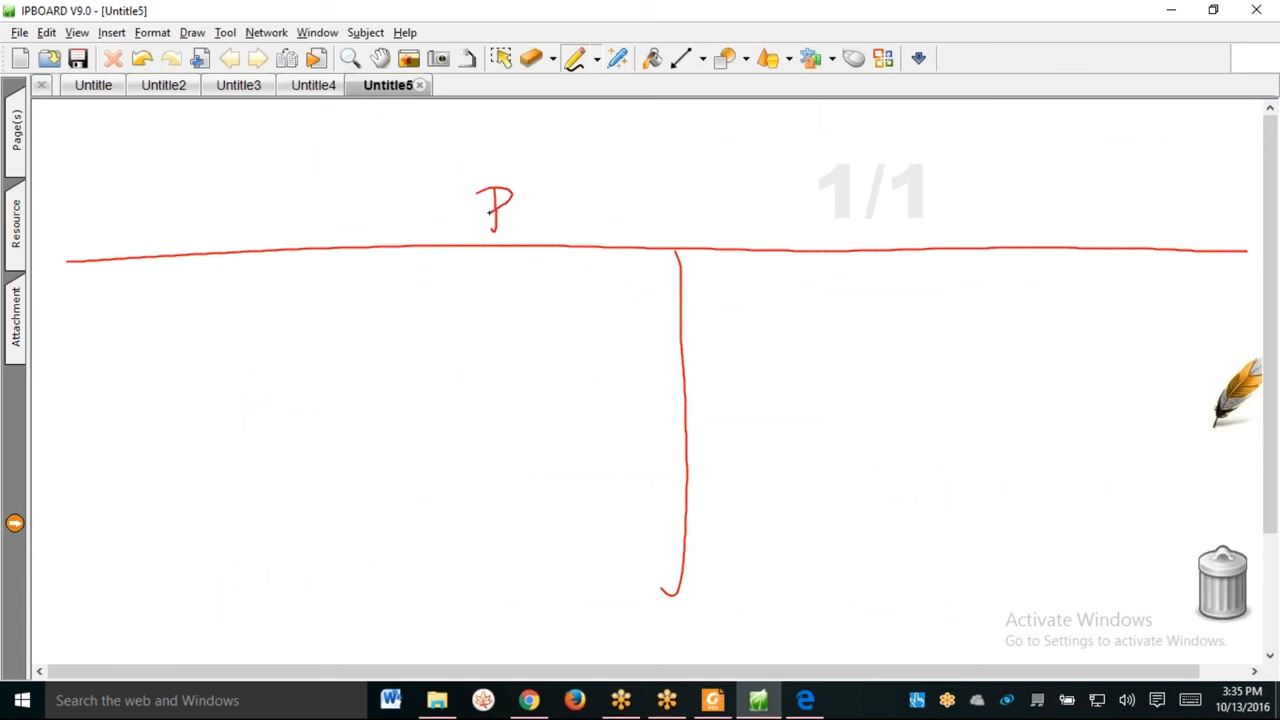 IPBOARD V9.0 - [Untitle5]
File Edit View Insert Format Draw Tool Network Window Subject Help
Untitle Untitle2 Untitle3 Untitle4 Untitle5
Page(s)
Resource
Attachment
1/1
P
Activate Windows
Go to Settings to activate Windows.
Search the web and Windows
3:35 PM
10/13/2016